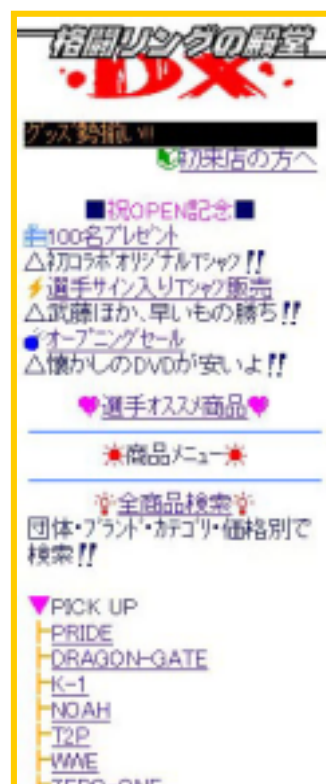 格闘リングの殿堂
DX
グッズ勢揃い!!!
初来店の方へ
■祝OPEN記念■
100名プレゼント
△初コラボオリジナルTシャツ!!
選手サイン入りTシャツ販売
△武藤ほか、早いもの勝ち!!
オープニングセール
△懐かしのDVDが安いよ!!
選手オススメ商品
商品メニュー
全商品検索
団体・ブランド・カテゴリ・価格別で
検索!!
▼PICK UP
├PRIDE
├DRAGON-GATE
├K-1
├NOAH
├T2P
├WWE
├ZERO-ONE